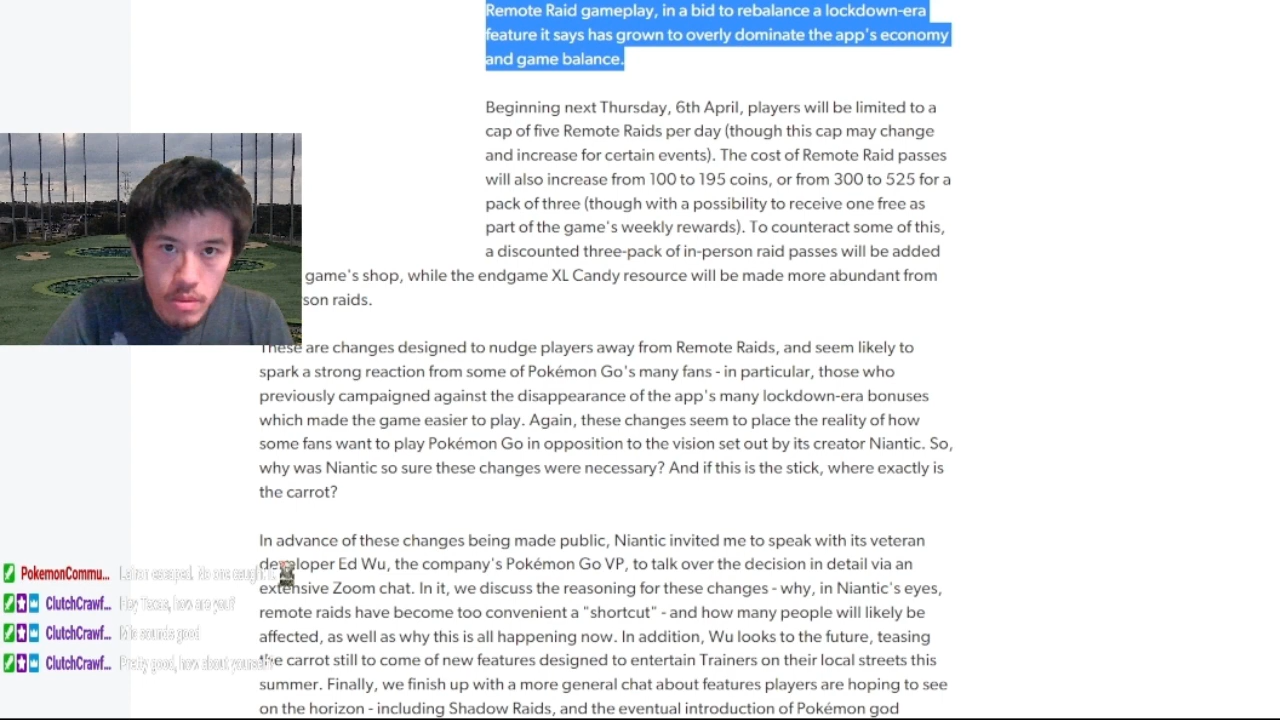 Remote Raid gameplay, in a bid to rebalance a lockdown-era
feature it says has grown to overly dominate the app's economy
and game balance.
Beginning next Thursday, 6th April, players will be limited to a
cap of five Remote Raids per day (though this cap may change
and increase for certain events). The cost of Remote Raid passes
will also increase from 100 to 195 coins, or from 300 to 525 for a
pack of three (though with a possibility to receive one free as
part of the game's weekly rewards). To counteract some of this,
a discounted three-pack of in-person raid passes will be added
game's shop, while the endgame XL Candy resource will be made more abundant from
son raids.
These are changes designed to nudge players away from Remote Raids, and seem likely to
spark a strong reaction from some of Pokémon Go's many fans - in particular, those who
previously campaigned against the disappearance of the app's many lockdown-era bonuses
which made the game easier to play. Again, these changes seem to place the reality of how
some fans want to play Pokémon Go in opposition to the vision set out by its creator Niantic. So,
why was Niantic so sure these changes were necessary? And if this is the stick, where exactly is
the carrot?
In advance of these changes being made public, Niantic invited me to speak with its veteran
developer Ed Wu, the company's Pokémon Go VP, to talk over the decision in detail via an
extensive Zoom chat. In it, we discuss the reasoning for these changes - why, in Niantic's eyes,
remote raids have become too convenient a "shortcut" - and how many people will likely be
affected, as well as why this is all happening now. In addition, Wu looks to the future, teasing
the carrot still to come of new features designed to entertain Trainers on their local streets this
summer. Finally, we finish up with a more general chat about features players are hoping to see
on the horizon - including Shadow Raids, and the eventual introduction of Pokémon god
PokemonCommu... escaped. No one caught it.
ClutchCrawf... Hey how are you?
ClutchCrawf... sounds good
ClutchCrawf... Pretty good, how about yourself?